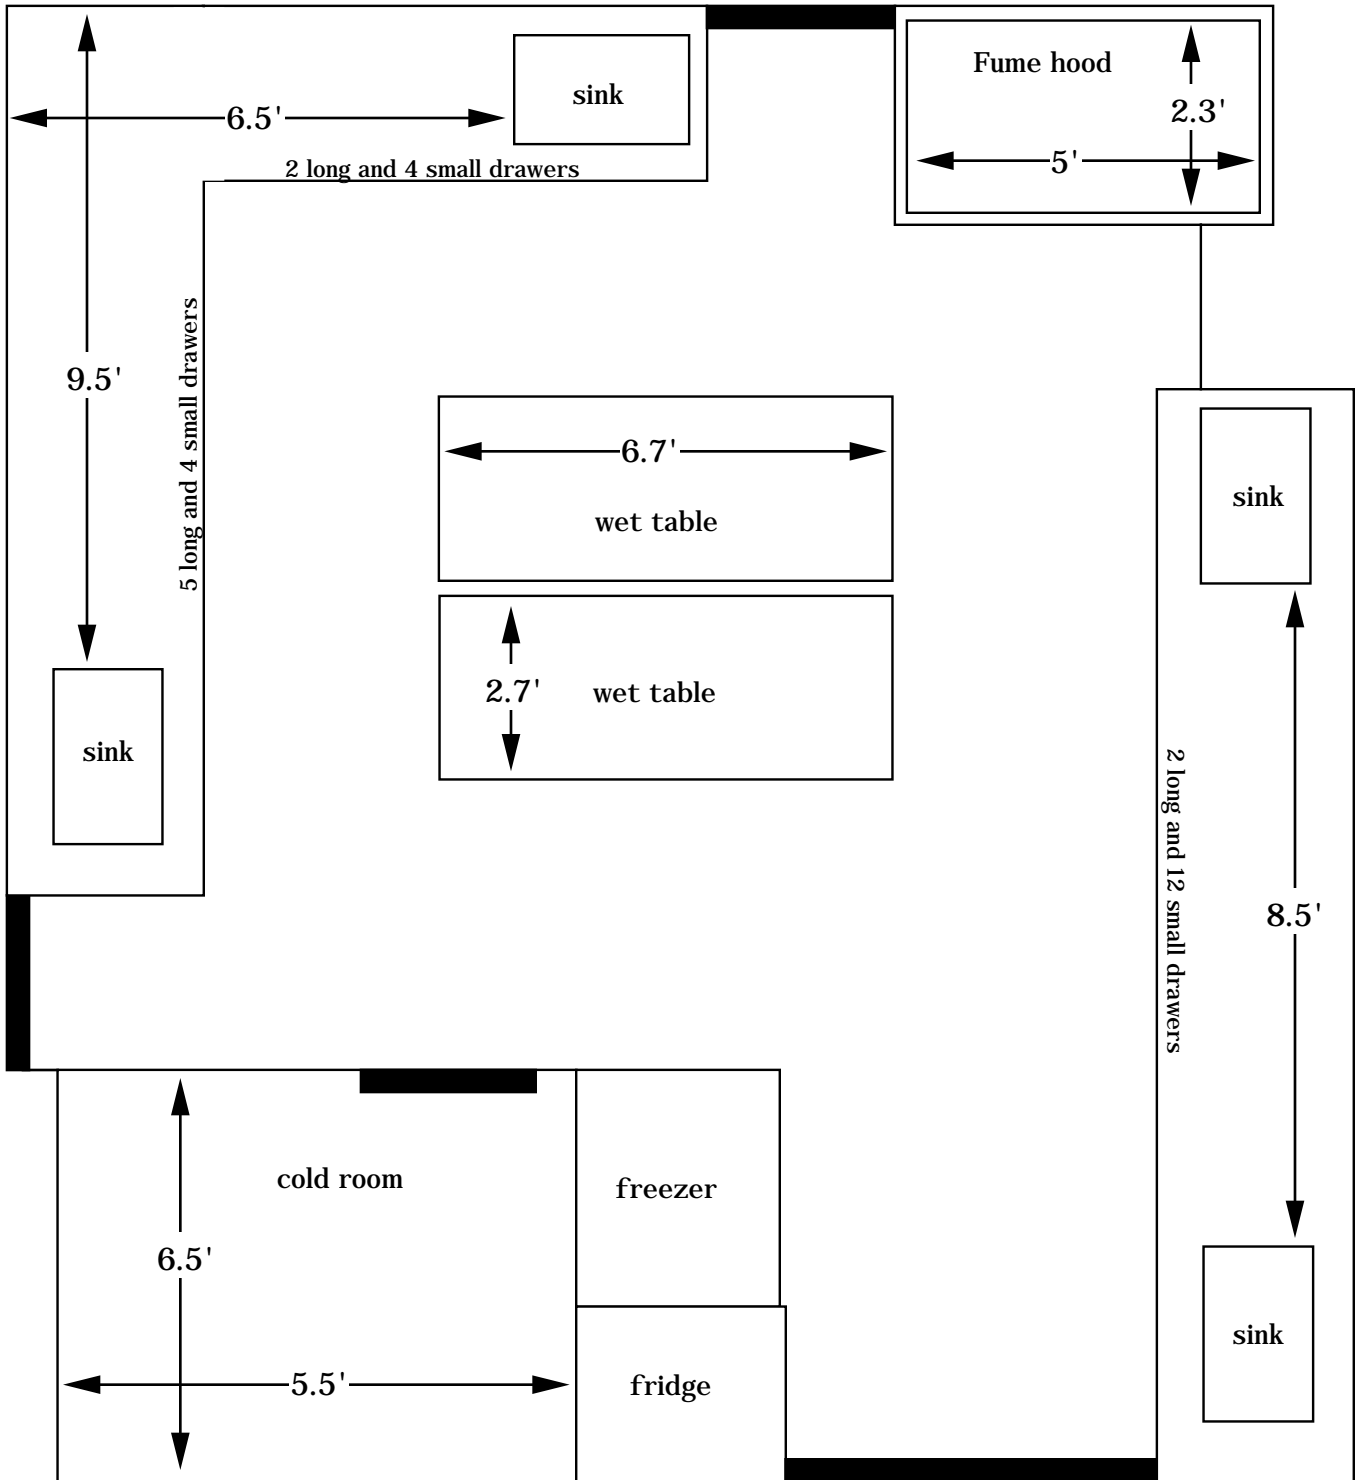 Fume hood
sink
2.3'
6.5'
5'
2 long and 4 small drawers
9.5'
5 long and 4 small drawers
6.7'
wet table
sink
2.7'
wet table
sink
2 long and 12 small drawers
8.5'
cold room
freezer
6.5'
sink
5.5'
fridge